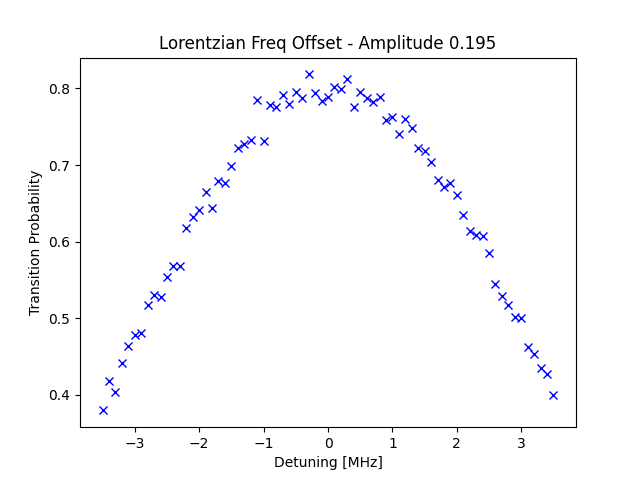 Lorentzian Freq Offset - Amplitude 0.195
0.8
0.7
0.6
0.5
0.4
Transition Probability
−3 −2 −1 0 1 2 3
Detuning [MHz]